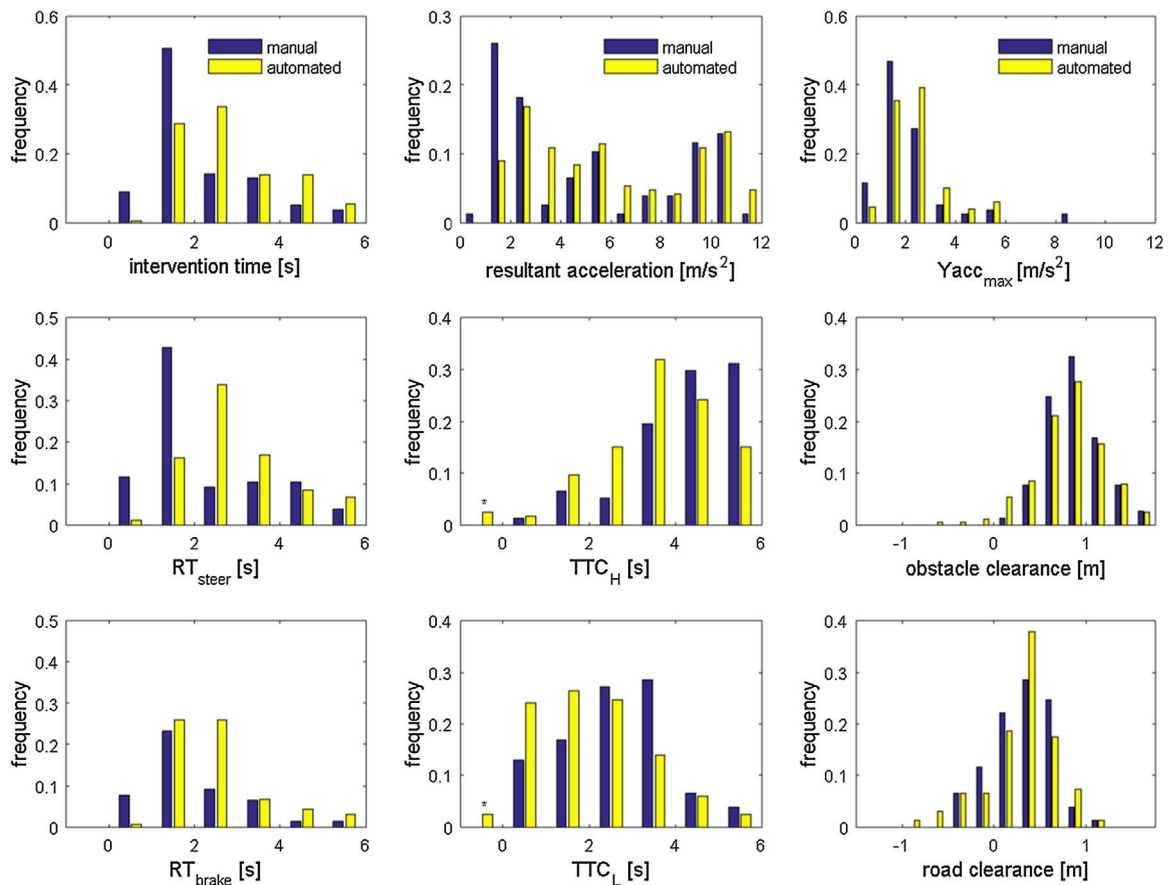 0.6
0.4
0.2
0
frequency
manual
automated
0 2 4 6
intervention time [s]
0.3
0.2
0.1
0
frequency
manual
automated
0 2 4 6 8 10 12
resultant acceleration [m/s²]
0.6
0.4
0.2
0
frequency
manual
automated
0 2 4 6 8 10 12
Yacc_max [m/s²]
0.5
0.4
0.3
0.2
0.1
0
frequency
0 2 4 6
RT_steer [s]
0.4
0.3
0.2
0.1
0
frequency
*
0 2 4 6
TTC_H [s]
0.4
0.3
0.2
0.1
0
frequency
-1 0 1
obstacle clearance [m]
0.5
0.4
0.3
0.2
0.1
0
frequency
0 2 4 6
RT_brake [s]
0.4
0.3
0.2
0.1
0
frequency
*
0 2 4 6
TTC_L [s]
0.4
0.3
0.2
0.1
0
frequency
-1 0 1
road clearance [m]